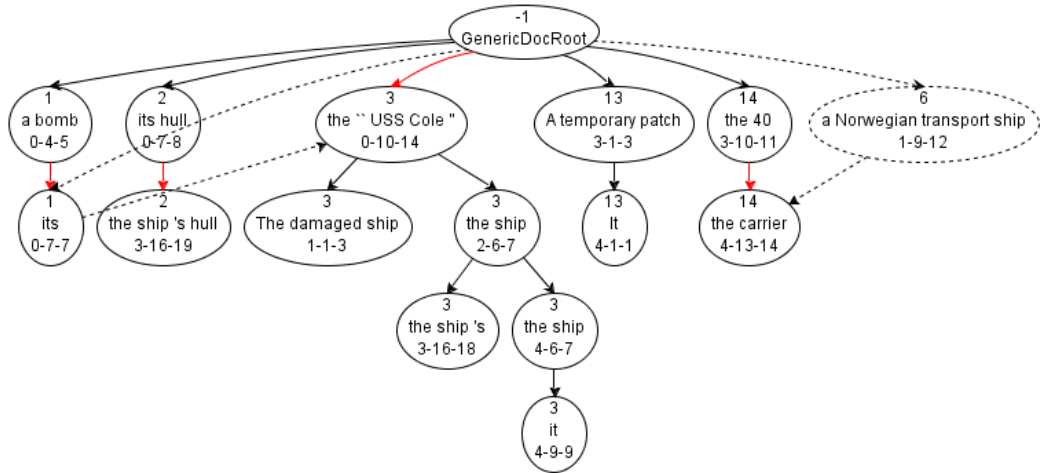 -1
GenericDocRoot
1
a bomb
0-4-5
2
its hull
0-7-8
3
the `` USS Cole "
0-10-14
13
A temporary patch
3-1-3
14
the 40
3-10-11
6
a Norwegian transport ship
1-9-12
1
its
0-7-7
2
the ship 's hull
3-16-19
3
The damaged ship
1-1-3
3
the ship
2-6-7
13
It
4-1-1
14
the carrier
4-13-14
3
the ship 's
3-16-18
3
the ship
4-6-7
3
it
4-9-9